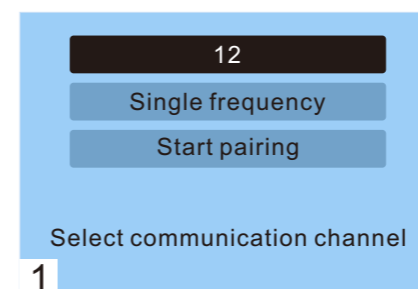 12
Single frequency
Start pairing
Select communication channel
1